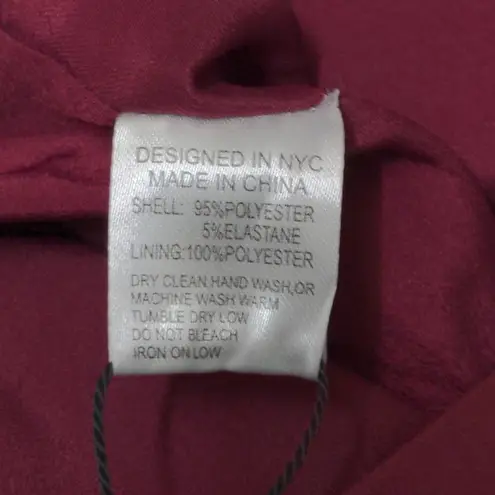 DESIGNED IN NYC
MADE IN CHINA
SHELL: 95%POLYESTER
5%ELASTANE
LINING:100%POLYESTER
DRY CLEAN,HAND WASH,OR
MACHINE WASH WARM
TUMBLE DRY LOW
DO NOT BLEACH
IRON ON LOW